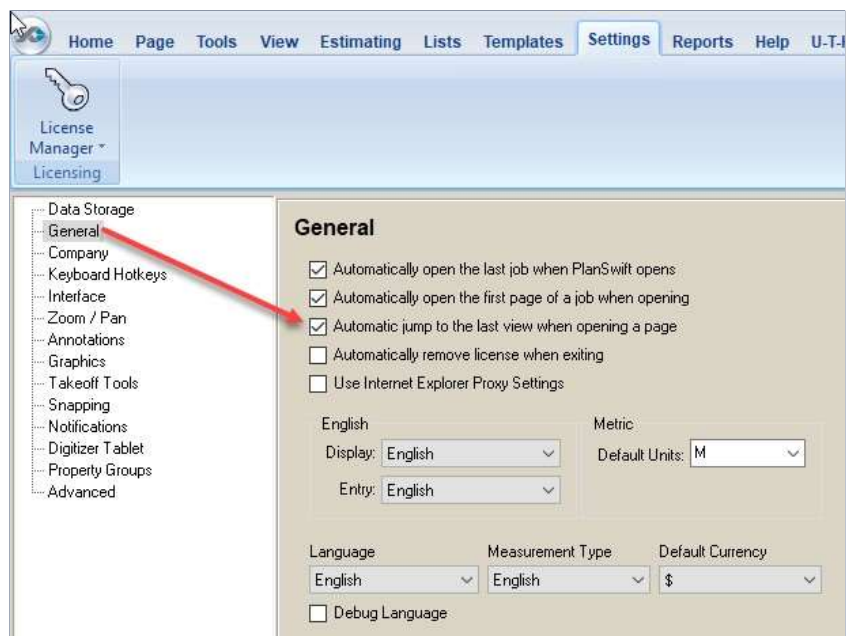 Home Page Tools View Estimating Lists Templates Settings Reports Help
License
Manager
Licensing
Data Storage
General
Company
Keyboard Hotkeys
Interface
Zoom / Pan
Annotations
Graphics
Takeoff Tools
Snapping
Notifications
Digitizer Tablet
Property Groups
Advanced
General
Automatically open the last job when PlanSwift opens
Automatically open the first page of a job when opening
Automatic jump to the last view when opening a page
Automatically remove license when exiting
Use Internet Explorer Proxy Settings
English Metric
Display: English Default Units: M
Entry: English
Language Measurement Type Default Currency
English English $
Debug Language